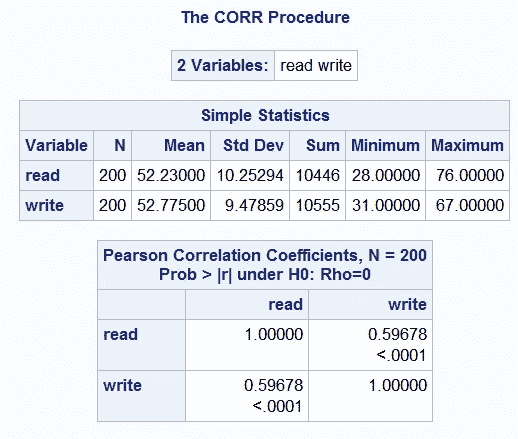 The CORR Procedure
2 Variables: read write
Simple Statistics
Variable N Mean Std Dev Sum Minimum Maximum
read 200 52.23000 10.25294 10446 28.00000 76.00000
write 200 52.77500 9.47859 10555 31.00000 67.00000
Pearson Correlation Coefficients, N = 200
Prob > |r| under H0: Rho=0
read write
read 1.00000 0.59678
<.0001
write 0.59678 1.00000
<.0001